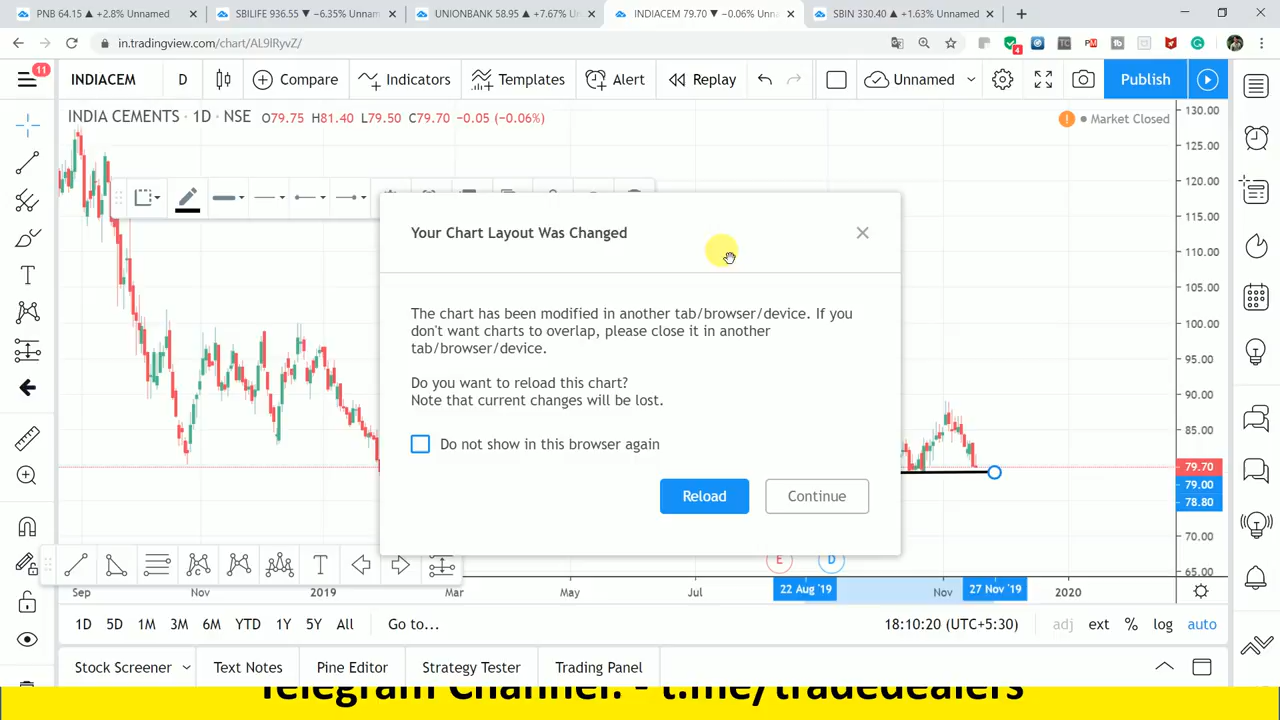 PNB 64.15 ▲ +2.8% Unnamed
SBILIFE 936.55 ▼ −6.35% Unnam
UNIONBANK 58.95 ▲ +7.67% Unn
INDIACEM 79.70 ▼ −0.06% Unna
SBIN 330.40 ▲ +1.63% Unnamed
in.tradingview.com/chart/AL9lRyvZ/
4
11
INDIACEM
D
Compare
Indicators
Templates
Alert
Replay
Unnamed
Publish
INDIA CEMENTS · 1D · NSE O79.75 H81.40 L79.50 C79.70 −0.05 (−0.06%)
Market Closed
130.00
125.00
120.00
115.00
110.00
105.00
100.00
95.00
90.00
85.00
79.70
79.00
78.80
70.00
65.00
Your Chart Layout Was Changed
The chart has been modified in another tab/browser/device. If you
don't want charts to overlap, please close it in another
tab/browser/device.
Do you want to reload this chart?
Note that current changes will be lost.
Do not show in this browser again
Reload
Continue
E
D
Sep
Nov
2019
Mar
May
Jul
22 Aug '19
Nov
27 Nov '19
2020
1D 5D 1M 3M 6M YTD 1Y 5Y All Go to...
18:10:20 (UTC+5:30)
adj ext % log auto
Stock Screener
Text Notes
Pine Editor
Strategy Tester
Trading Panel
Telegram Channel: - t.me/tradedealers